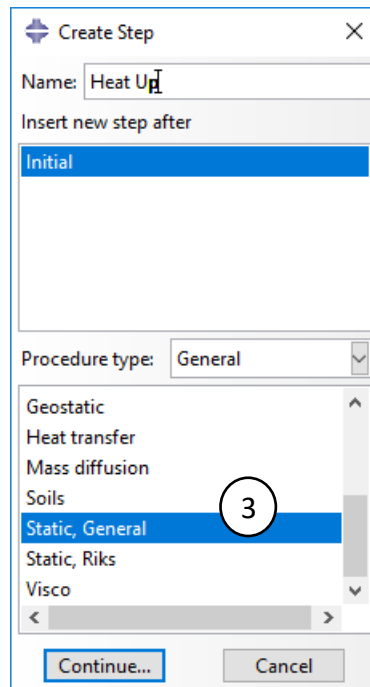 Create Step
Name: Heat Up
Insert new step after
Initial
Procedure type: General
Geostatic
Heat transfer
Mass diffusion
Soils
3
Static, General
Static, Riks
Visco
Continue... Cancel